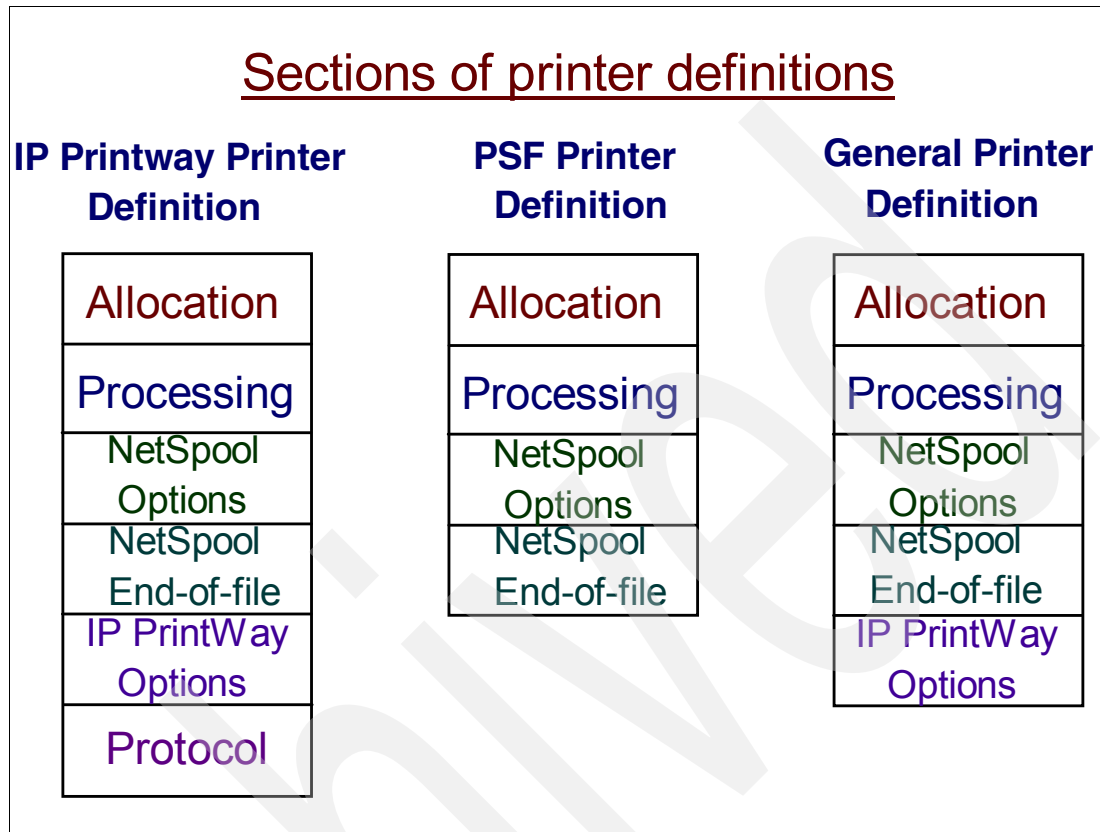 Sections of printer definitions
IP Printway Printer
Definition
Allocation
Processing
NetSpool
Options
NetSpool
End-of-file
IP PrintWay
Options
Protocol
PSF Printer
Definition
Allocation
Processing
NetSpool
Options
NetSpool
End-of-file
General Printer
Definition
Allocation
Processing
NetSpool
Options
NetSpool
End-of-file
IP PrintWay
Options
hived